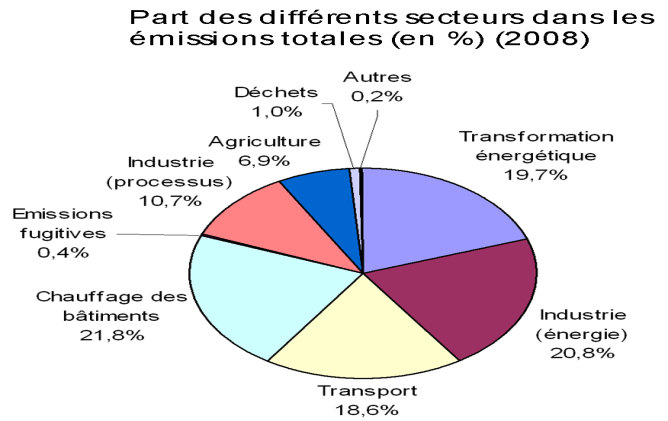 Part des différents secteurs dans les
émissions totales (en %) (2008)
Autres
0,2%
Déchets
1,0%
Agriculture
6,9%
Transformation
énergétique
19,7%
Industrie
(processus)
10,7%
Emissions
fugitives
0,4%
Chauffage des
bâtiments
21,8%
Industrie
(énergie)
20,8%
Transport
18,6%